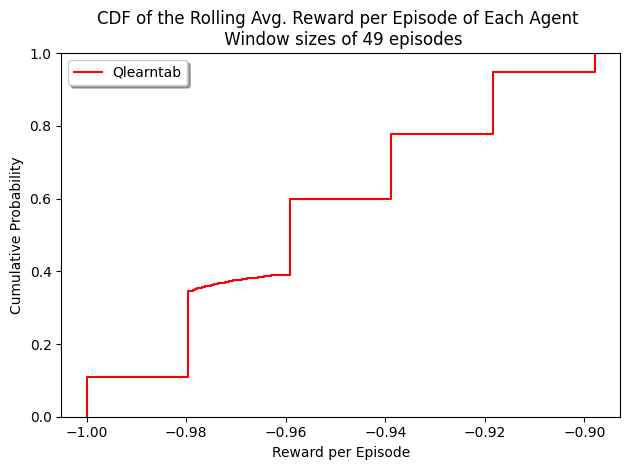 CDF of the Rolling Avg. Reward per Episode of Each Agent
Window sizes of 49 episodes
Qlearntab
Cumulative Probability
1.0
0.8
0.6
0.4
0.2
0.0
−1.00 −0.98 −0.96 −0.94 −0.92 −0.90
Reward per Episode